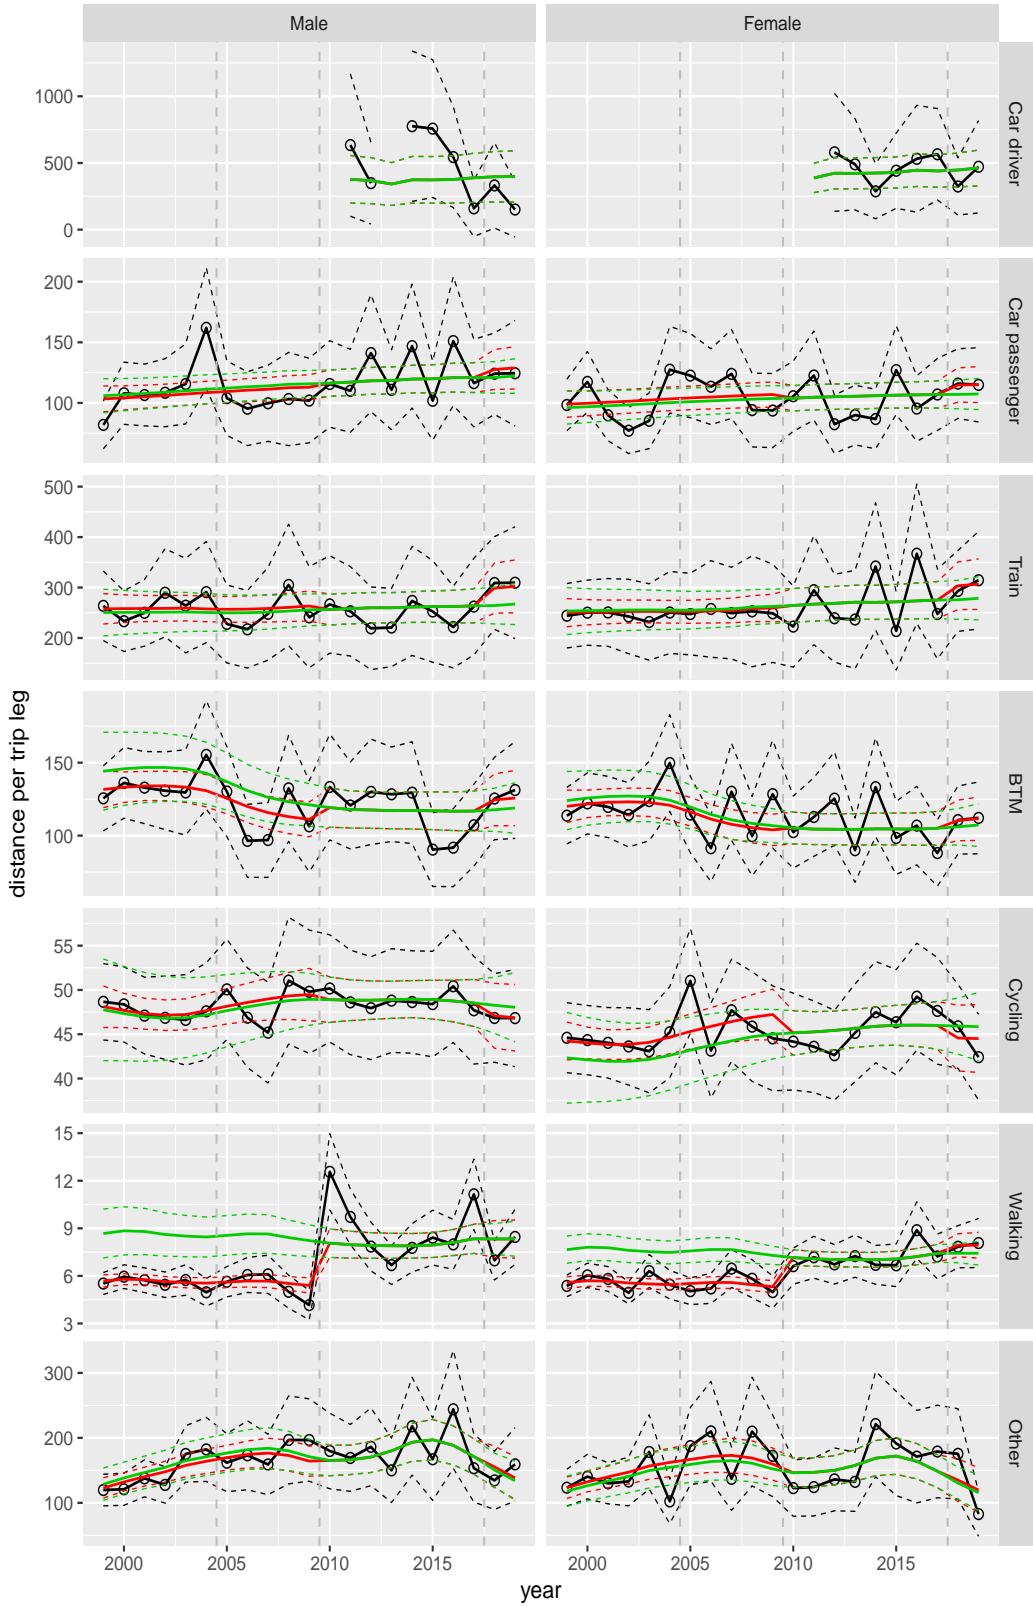 Male Female
1000
500
0
Car driver
200
150
100
Car passenger
500
400
300
200
Train
150
100
BTM
55
50
45
40
Cycling
15
12
9
6
3
Walking
300
200
100
Other
2000 2005 2010 2015 2000 2005 2010 2015
year
distance per trip leg